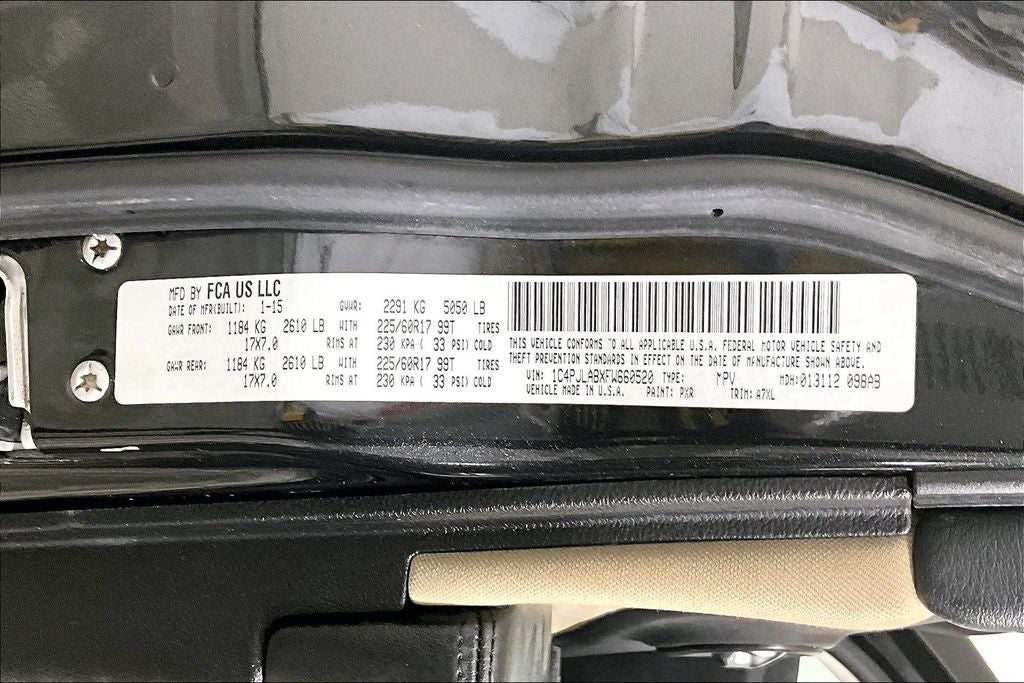 MFD BY FCA US LLC
DATE OF MFR(BUILT): 1-15 GVWR: 2291 KG 5050 LB
GAWR FRONT: 1184 KG 2610 LB WITH 225/60R17 99T TIRES
17X7.0 RIMS AT 230 KPA ( 33 PSI) COLD
GAWR REAR: 1184 KG 2610 LB WITH 225/60R17 99T TIRES
17X7.0 RIMS AT 230 KPA ( 33 PSI) COLD
THIS VEHICLE CONFORMS TO ALL APPLICABLE U.S.A. FEDERAL MOTOR VEHICLE SAFETY AND
THEFT PREVENTION STANDARDS IN EFFECT ON THE DATE OF MANUFACTURE SHOWN ABOVE.
VIN: 1C4PJLABXFW660520 TYPE: MPV MDH: 013112 098AB
VEHICLE MADE IN U.S.A. PAINT: PXR TRIM: A7XL